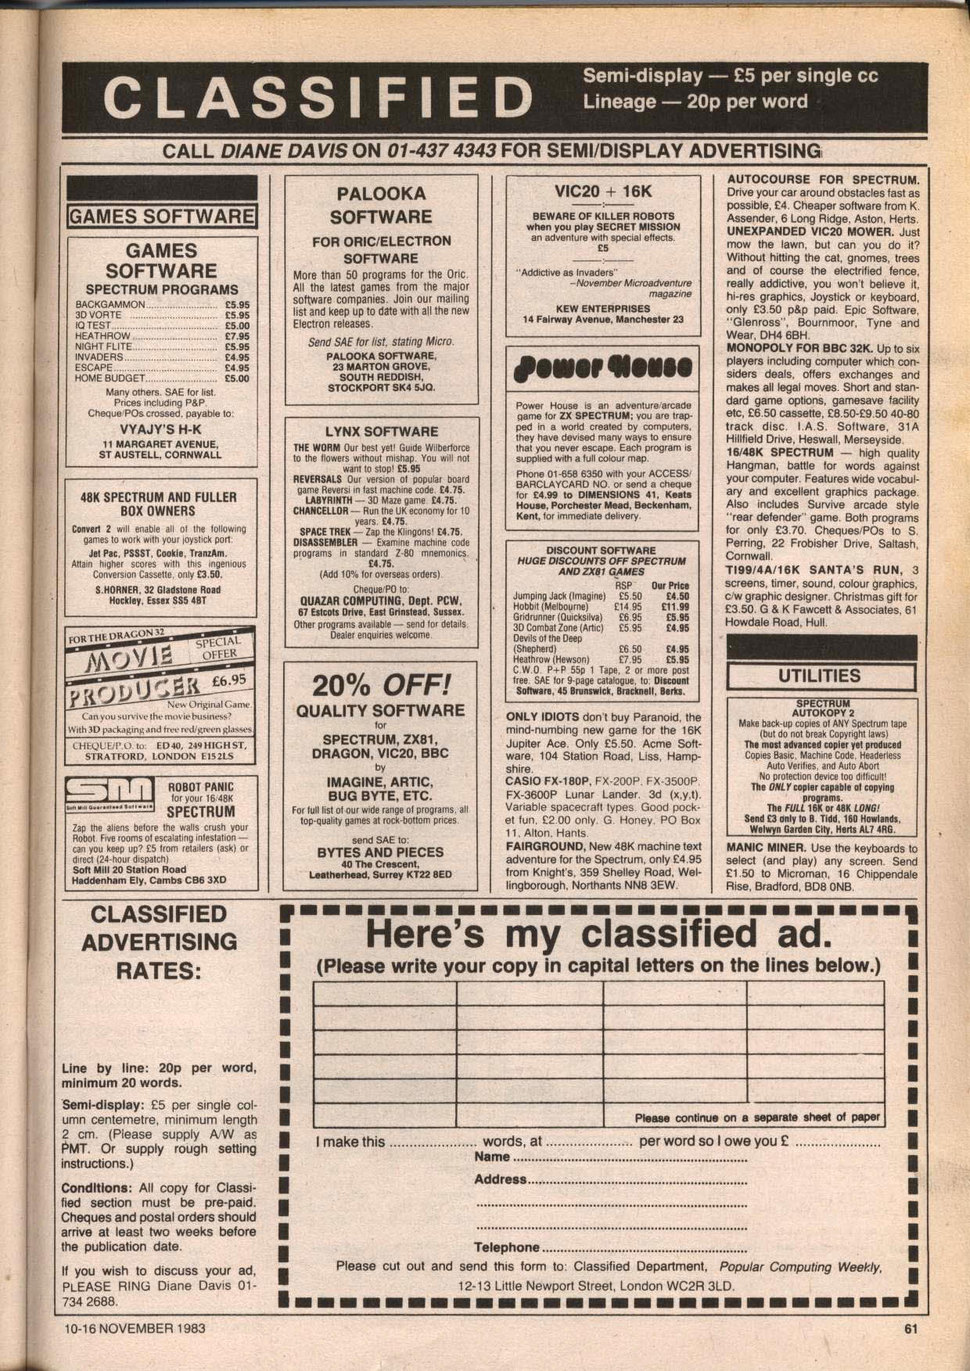 CLASSIFIED
Semi-display — £5 per single cc
Lineage — 20p per word
CALL DIANE DAVIS ON 01-437 4343 FOR SEMI/DISPLAY ADVERTISING
GAMES SOFTWARE
GAMES
SOFTWARE
SPECTRUM PROGRAMS
BACKGAMMON........................... £5.95
3D VORTE ........................... £5.95
IQ TEST ........................... £5.00
HEATHROW ........................... £7.95
NIGHT FLITE ........................... £5.95
INVADERS ........................... £4.95
ESCAPE ........................... £4.95
HOME BUDGET ........................... £5.00
Many others. SAE for list.
Prices including P&P.
Cheque/POs crossed, payable to:
VYAJY'S H-K
11 MARGARET AVENUE,
ST AUSTELL, CORNWALL
48K SPECTRUM AND FULLER
BOX OWNERS
Convert 2 will enable all of the following
games to work with your joystick port:
Jet Pac, PSSST, Cookie, TranzAm.
Attain higher scores with this ingenious
Conversion Cassette, only £3.50.
S.HORNER, 32 Gladstone Road
Hockley, Essex SS5 4BT
FOR THE DRAGON 32
SPECIAL
OFFER
MOVIE
PRODUCER
£6.95
New Original Game.
Can you survive the movie business?
With 3D packaging and free red/green glasses
CHEQUE/P.O. to: ED 40, 249 HIGH ST,
STRATFORD, LONDON E15 2LS
SM
Soft Mill Guaranteed Software
ROBOT PANIC
for your 16/48K
SPECTRUM
Zap the aliens before the walls crush your
Robot. Five rooms of escalating infestation —
can you keep up? £5 from retailers (ask) or
direct (24-hour dispatch)
Soft Mill 20 Station Road
Haddenham Ely, Cambs CB6 3XD
PALOOKA
SOFTWARE
FOR ORIC/ELECTRON
SOFTWARE
More than 50 programs for the Oric.
All the latest games from the major
software companies. Join our mailing
list and keep up to date with all the new
Electron releases.
Send SAE for list, stating Micro.
PALOOKA SOFTWARE,
23 MARTON GROVE,
SOUTH REDDISH,
STOCKPORT SK4 5JQ.
LYNX SOFTWARE
THE WORM Our best yet! Guide Wilberforce
to the flowers without mishap. You will not
want to stop! £5.95
REVERSALS Our version of popular board
game Reversi in fast machine code. £4.75.
LABYRINTH — 3D Maze game. £4.75.
CHANCELLOR — Run the UK economy for 10
years. £4.75.
SPACE TREK — Zap the Klingons! £4.75.
DISASSEMBLER — Examine machine code
programs in standard Z-80 mnemonics.
£4.75.
(Add 10% for overseas orders).
Cheque/PO to:
QUAZAR COMPUTING, Dept. PCW,
67 Estcots Drive, East Grinstead, Sussex.
Other programs available — send for details.
Dealer enquiries welcome.
20% OFF!
QUALITY SOFTWARE
for
SPECTRUM, ZX81,
DRAGON, VIC20, BBC
by
IMAGINE, ARTIC,
BUG BYTE, ETC.
For full list of our wide range of programs, all
top-quality games at rock-bottom prices.
send SAE to:
BYTES AND PIECES
40 The Crescent,
Leatherhead, Surrey KT22 8ED
VIC20 + 16K
BEWARE OF KILLER ROBOTS
when you play SECRET MISSION
an adventure with special effects.
£5
"Addictive as Invaders"
–November Microadventure
magazine
KEW ENTERPRISES
14 Fairway Avenue, Manchester 23
Power House
Power House is an adventure/arcade
game for ZX SPECTRUM; you are trap-
ped in a world created by computers,
they have devised many ways to ensure
that you never escape. Each program is
supplied with a full colour map.
Phone 01-658 6350 with your ACCESS/
BARCLAYCARD NO. or send a cheque
for £4.99 to DIMENSIONS 41, Keats
House, Porchester Mead, Beckenham,
Kent, for immediate delivery.
DISCOUNT SOFTWARE
HUGE DISCOUNTS OFF SPECTRUM
AND ZX81 GAMES
RSP Our Price
Jumping Jack (Imagine) £5.50 £4.50
Hobbit (Melbourne) £14.95 £11.99
Gridrunner (Quicksilva) £6.95 £5.95
3D Combat Zone (Artic) £5.95 £4.95
Devils of the Deep
(Shepherd) £6.50 £4.95
Heathrow (Hewson) £7.95 £5.95
C.W.O. P+P 55p 1 Tape, 2 or more post
free. SAE for 9-page catalogue, to: Discount
Software, 45 Brunswick, Bracknell, Berks.
ONLY IDIOTS don't buy Paranoid, the
mind-numbing new game for the 16K
Jupiter Ace. Only £5.50. Acme Soft-
ware, 104 Station Road, Liss, Hamp-
shire.
CASIO FX-180P, FX-200P, FX-3500P,
FX-3600P Lunar Lander. 3d (x,y,t).
Variable spacecraft types. Good pock-
et fun. £2.00 only. G. Honey, PO Box
11, Alton, Hants.
FAIRGROUND, New 48K machine text
adventure for the Spectrum, only £4.95
from Knight's, 359 Shelley Road, Wel-
lingborough, Northants NN8 3EW.
AUTOCOURSE FOR SPECTRUM.
Drive your car around obstacles fast as
possible, £4. Cheaper software from K.
Assender, 6 Long Ridge, Aston, Herts.
UNEXPANDED VIC20 MOWER. Just
mow the lawn, but can you do it?
Without hitting the cat, gnomes, trees
and of course the electrified fence,
really addictive, you won't believe it,
hi-res graphics, Joystick or keyboard,
only £3.50 p&p paid. Epic Software,
"Glenross", Bournmoor, Tyne and
Wear, DH4 6BH.
MONOPOLY FOR BBC 32K. Up to six
players including computer which con-
siders deals, offers exchanges and
makes all legal moves. Short and stan-
dard game options, gamesave facility
etc, £6.50 cassette, £8.50-£9.50 40-80
track disc. I.A.S. Software, 31A
Hillfield Drive, Heswall, Merseyside.
16/48K SPECTRUM — high quality
Hangman, battle for words against
your computer. Features wide vocabul-
ary and excellent graphics package.
Also includes Survive arcade style
"rear defender" game. Both programs
for only £3.70. Cheques/POs to S.
Perring, 22 Frobisher Drive, Saltash,
Cornwall.
TI99/4A/16K SANTA'S RUN, 3
screens, timer, sound, colour graphics,
c/w graphic designer. Christmas gift for
£3.50. G & K Fawcett & Associates, 61
Howdale Road, Hull.
UTILITIES
SPECTRUM
AUTOKOPY 2
Make back-up copies of ANY Spectrum tape
(but do not break Copyright laws)
The most advanced copier yet produced
Copies Basic, Machine Code, Headerless
Auto Verifies, and Auto Abort
No protection device too difficult!
The ONLY copier capable of copying
programs.
The FULL 16K or 48K LONG!
Send £3 only to B. Tidd, 160 Howlands,
Welwyn Garden City, Herts AL7 4RG.
MANIC MINER. Use the keyboards to
select (and play) any screen. Send
£1.50 to Microman, 16 Chippendale
Rise, Bradford, BD8 0NB.
CLASSIFIED
ADVERTISING
RATES:
Line by line: 20p per word,
minimum 20 words.
Semi-display: £5 per single col-
umn centemetre, minimum length
2 cm. (Please supply A/W as
PMT. Or supply rough setting
instructions.)
Conditions: All copy for Classi-
fied section must be pre-paid.
Cheques and postal orders should
arrive at least two weeks before
the publication date.
If you wish to discuss your ad,
PLEASE RING Diane Davis 01-
734 2688.
Here's my classified ad.
(Please write your copy in capital letters on the lines below.)
Please continue on a separate sheet of paper
I make this ...................... words, at ...................... per word so I owe you £ ......................
Name ......................
Address......................
Telephone......................
Please cut out and send this form to: Classified Department, Popular Computing Weekly,
12-13 Little Newport Street, London WC2R 3LD.
10-16 NOVEMBER 1983
61